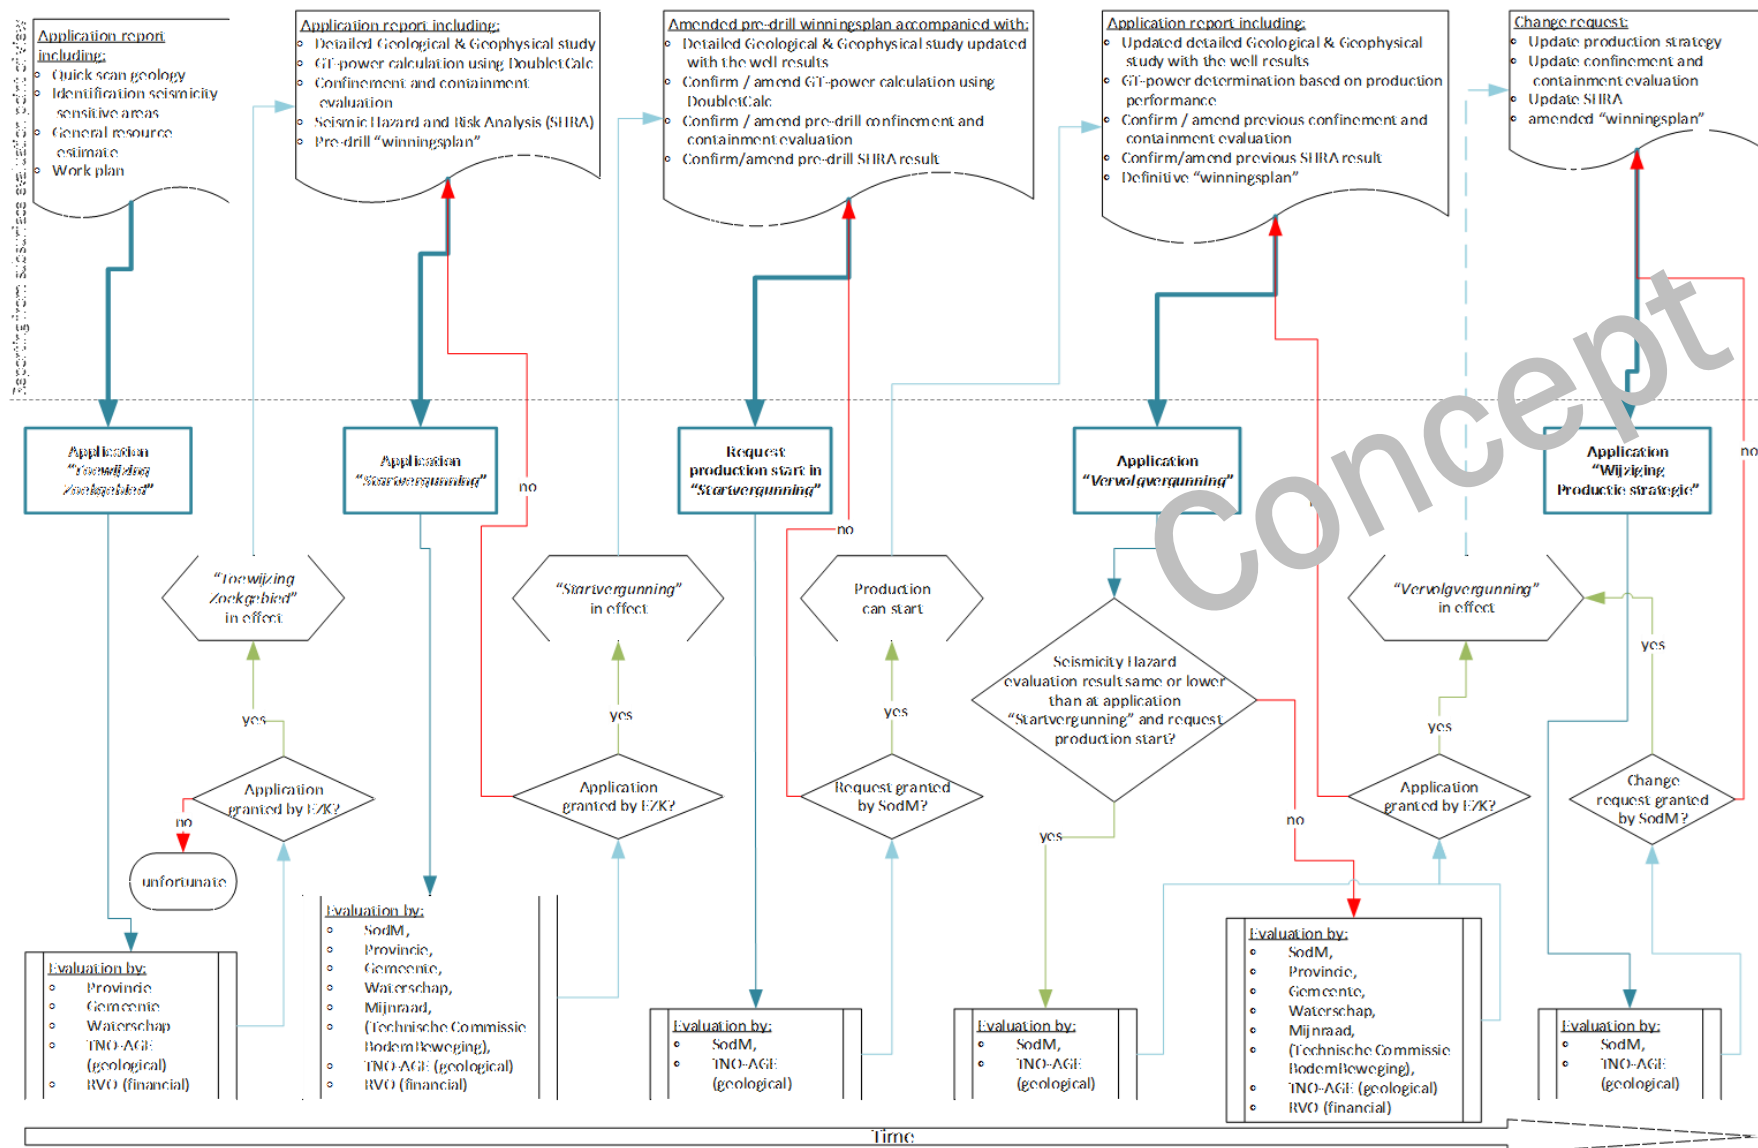 Application report
including:
Quick scan geology
Identification seismicity
sensitive areas
General resource
estimate
Work plan
Application report including:
Detailed Geological & Geophysical study
GT-power calculation using DoubletCalc
Confinement and containment
evaluation
Seismic Hazard and Risk Analysis (SHRA)
Pre-drill "winningsplan"
Amended pre-drill winningsplan accompanied with:
Detailed Geological & Geophysical study updated
with the well results
Confirm / amend GT-power calculation using
DoubletCalc
Confirm / amend pre-drill confinement and
containment evaluation
Confirm/amend pre-drill SHRA result
Application report including:
Updated detailed Geological & Geophysical
study with the well results
GT-power determination based on production
performance
Confirm / amend previous confinement and
containment evaluation
Confirm/amend previous SHRA result
Definitive "winningsplan"
Change request:
Update production strategy
Update confinement and
containment evaluation
Update SHRA
amended "winningsplan"
Application
"Toewijzing
Zoekgebied"
Application
"Startvergunning"
Request
production start in
"Startvergunning"
Application
"Vervolgvergunning"
Application
"Wijziging
Productie strategie"
no
no
no
Concept
"Toewijzing
Zoekgebied"
in effect
"Startvergunning"
in effect
Production
can start
"Vervolgvergunning"
in effect
Seismicity Hazard
evaluation result same or lower
than at application
"Startvergunning" and request
production start?
yes
yes
yes
yes
yes
Application
granted by EZK?
Application
granted by EZK?
Request granted
by SodM?
Application
granted by EZK?
Change
request granted
by SodM?
no
no
yes
unfortunate
Evaluation by:
Provincie
Gemeente
Waterschap
TNO-AGE
(geological)
RVO (financial)
Evaluation by:
SodM,
Provincie,
Gemeente,
Waterschap,
Mijnraad,
(Technische Commissie
BodemBeweging),
TNO-AGE (geological)
RVO (financial)
Evaluation by:
SodM,
TNO-AGE
(geological)
Evaluation by:
SodM,
TNO-AGE
(geological)
Evaluation by:
SodM,
Provincie,
Gemeente,
Waterschap,
Mijnraad,
(Technische Commissie
BodemBeweging),
TNO-AGE (geological)
RVO (financial)
Evaluation by:
SodM,
TNO-AGE
(geological)
Time